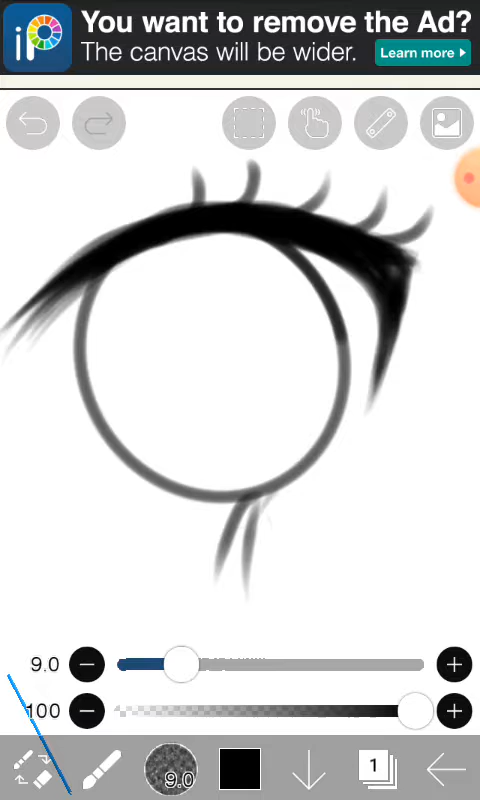 iP
You want to remove the Ad?
The canvas will be wider.
Learn more
9.0
100
9.0
1